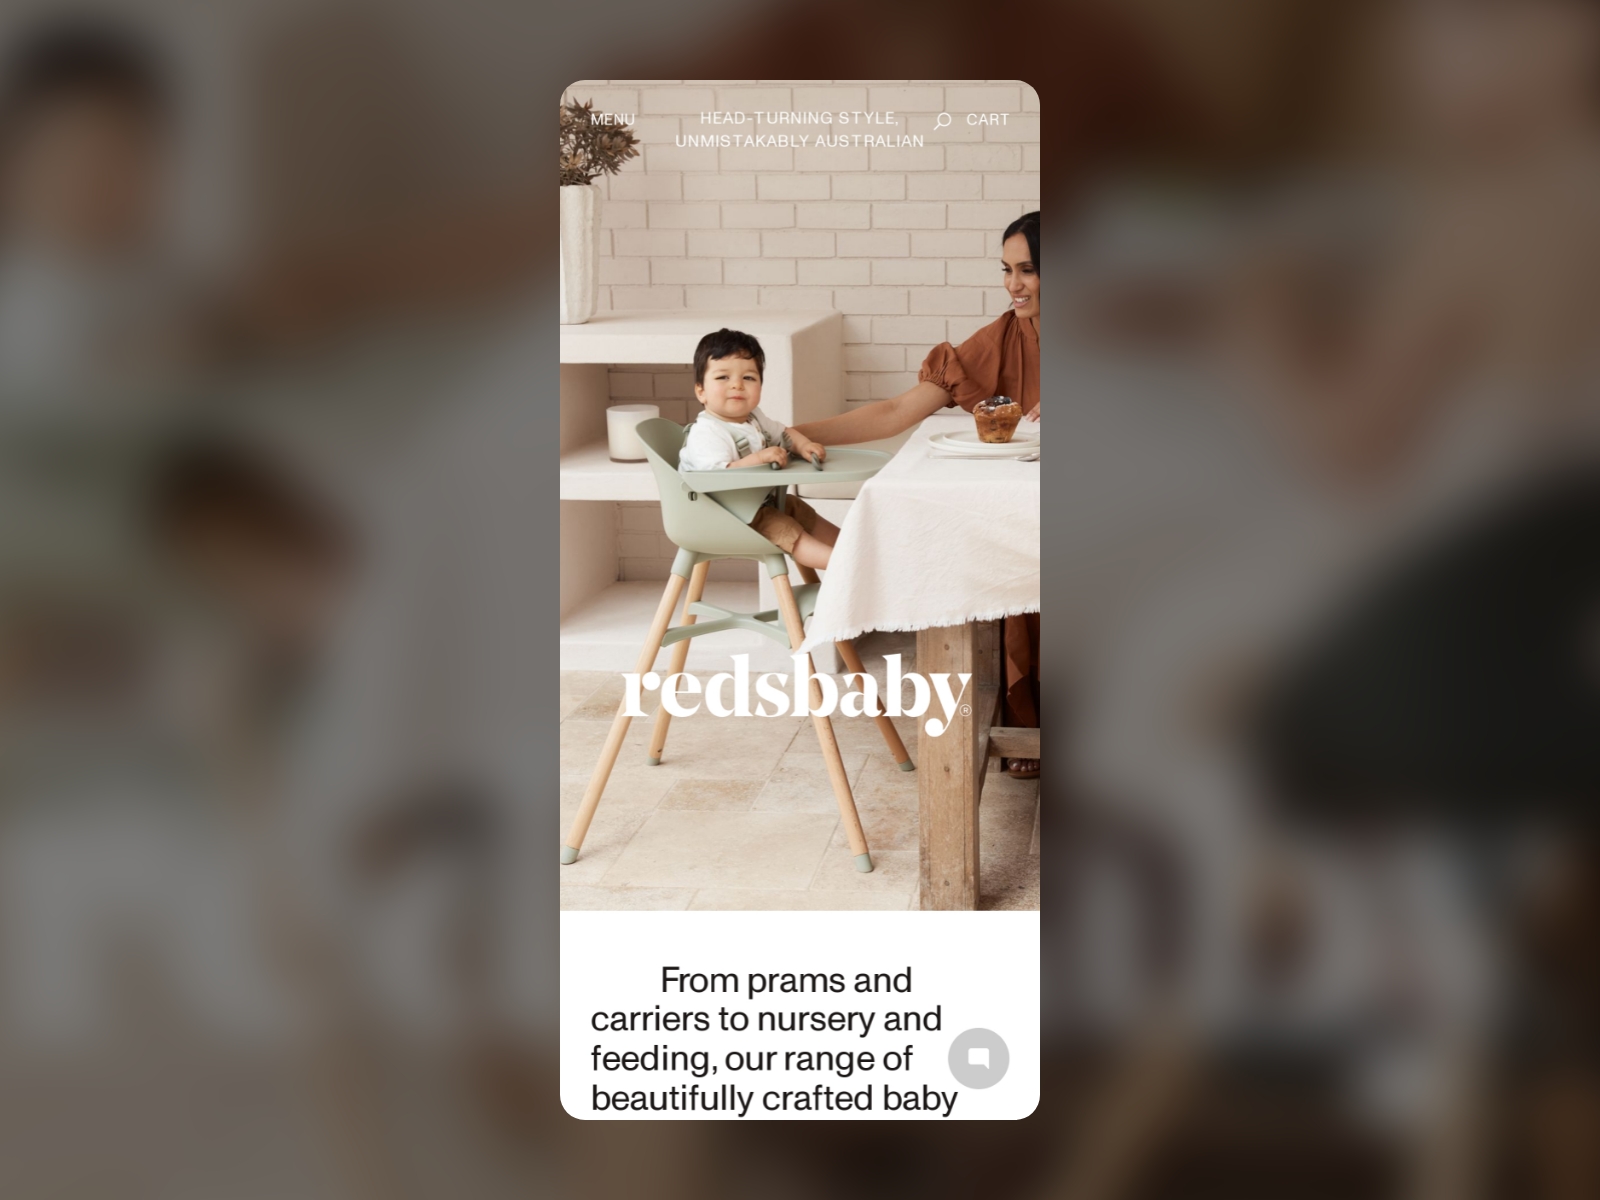 MENU
HEAD-TURNING STYLE,
UNMISTAKABLY AUSTRALIAN
CART
redsbaby®
From prams and
carriers to nursery and
feeding, our range of
beautifully crafted baby